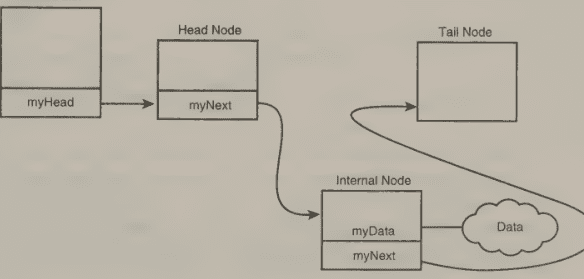 Head Node
Tail Node
myHead
myNext
Internal Node
myData
Data
myNext